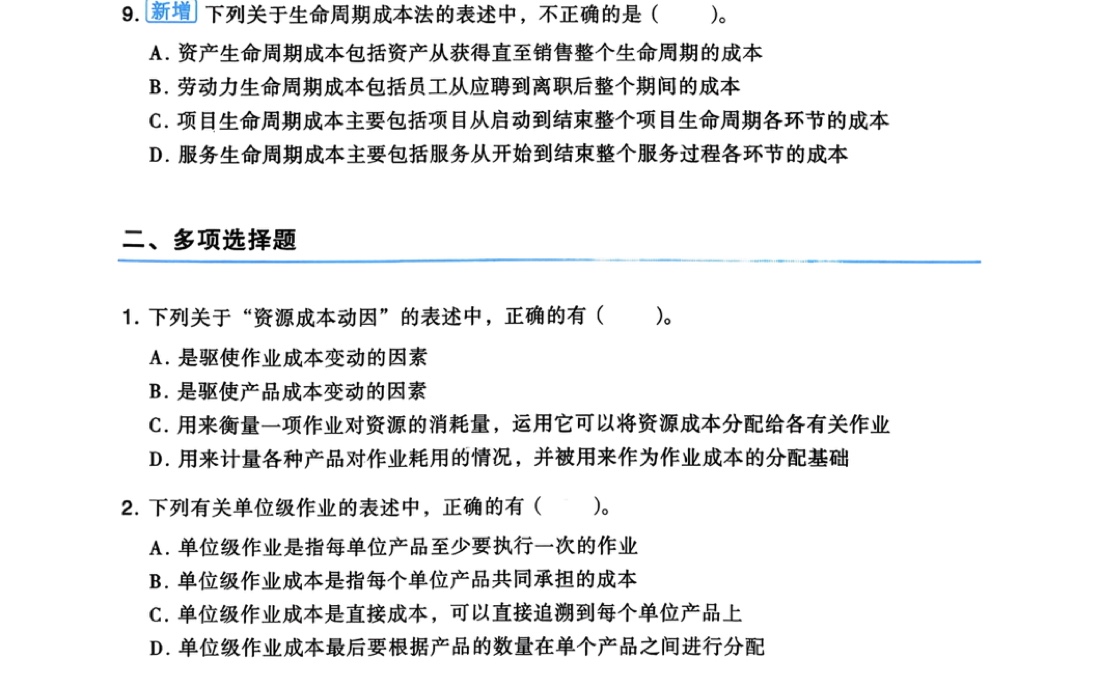 9. 新增 下列关于生命周期成本法的表述中，不正确的是（　　）。
A. 资产生命周期成本包括资产从获得直至销售整个生命周期的成本
B. 劳动力生命周期成本包括员工从应聘到离职后整个期间的成本
C. 项目生命周期成本主要包括项目从启动到结束整个项目生命周期各环节的成本
D. 服务生命周期成本主要包括服务从开始到结束整个服务过程各环节的成本
二、多项选择题
1. 下列关于“资源成本动因”的表述中，正确的有（　　）。
A. 是驱使作业成本变动的因素
B. 是驱使产品成本变动的因素
C. 用来衡量一项作业对资源的消耗量，运用它可以将资源成本分配给各有关作业
D. 用来计量各种产品对作业耗用的情况，并被用来作为作业成本的分配基础
2. 下列有关单位级作业的表述中，正确的有（　　）。
A. 单位级作业是指每单位产品至少要执行一次的作业
B. 单位级作业成本是指每个单位产品共同承担的成本
C. 单位级作业成本是直接成本，可以直接追溯到每个单位产品上
D. 单位级作业成本最后要根据产品的数量在单个产品之间进行分配